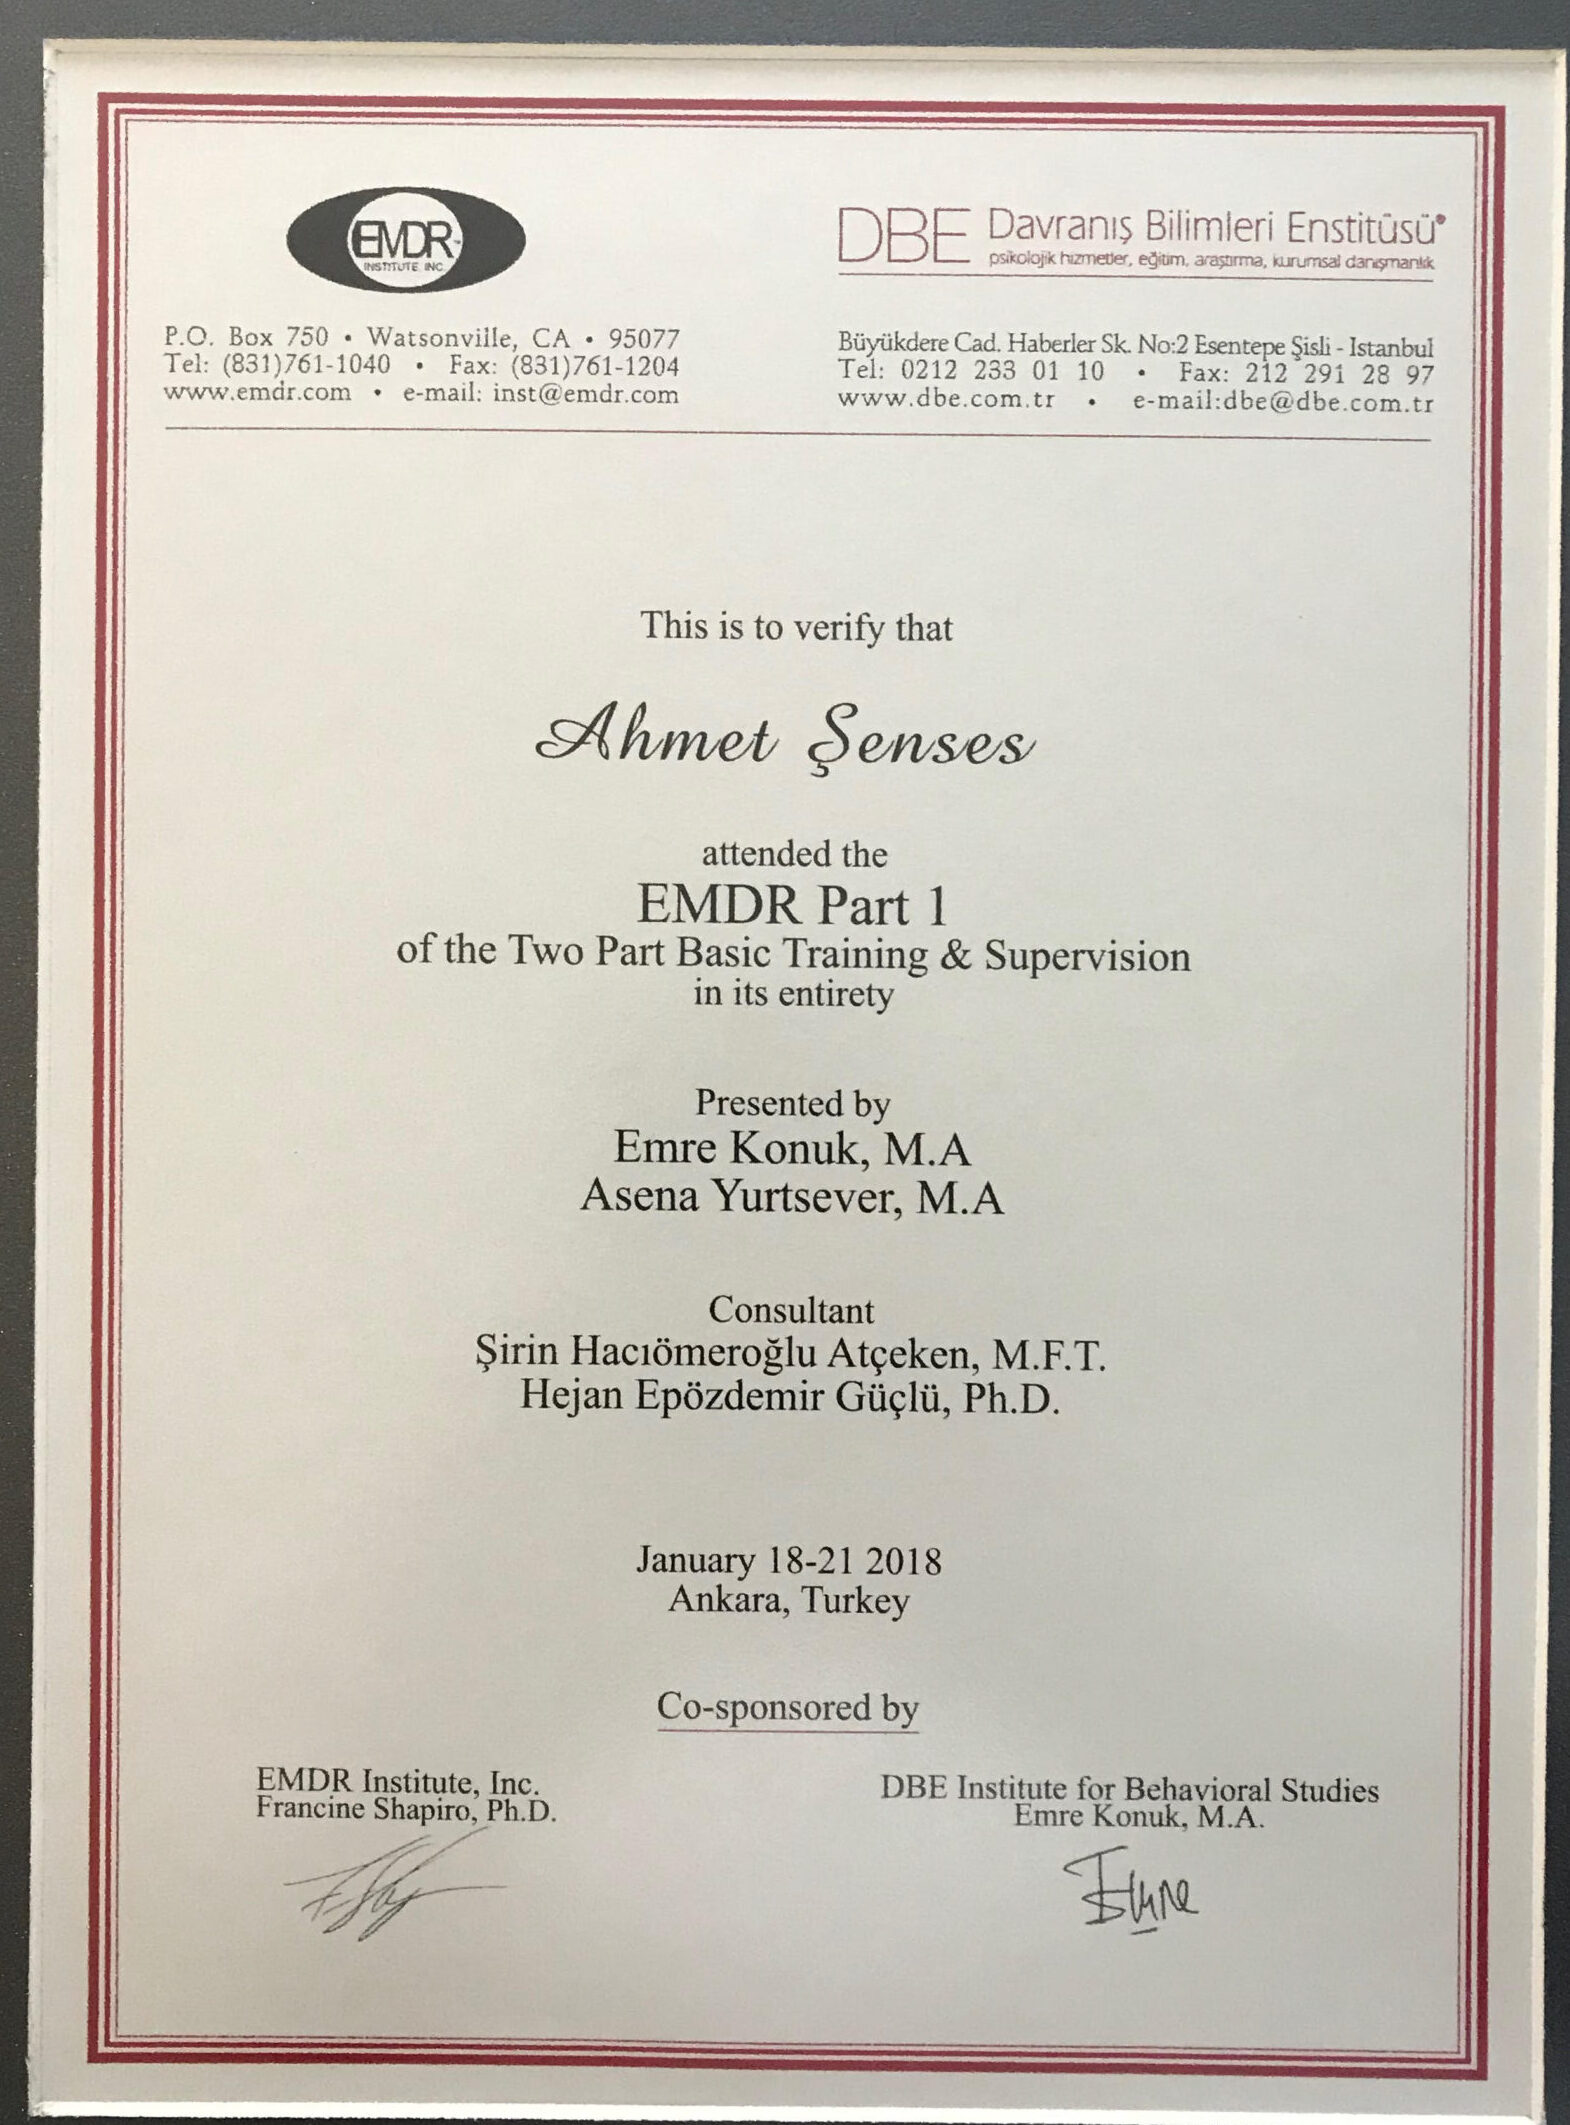 EMDR
INSTITUTE, INC.
P.O. Box 750 • Watsonville, CA • 95077
Tel: (831)761-1040 • Fax: (831)761-1204
www.emdr.com • e-mail: inst@emdr.com
DBE Davranış Bilimleri Enstitüsü
psikolojik hizmetler, eğitim, araştırma, kurumsal danışmanlık
Büyükdere Cad. Haberler Sk. No:2 Esentepe Şisli - Istanbul
Tel: 0212 233 01 10 • Fax: 212 291 28 97
www.dbe.com.tr • e-mail:dbe@dbe.com.tr
This is to verify that
Ahmet Şenses
attended the
EMDR Part 1
of the Two Part Basic Training & Supervision
in its entirety
Presented by
Emre Konuk, M.A
Asena Yurtsever, M.A
Consultant
Şirin Hacıömeroğlu Atçeken, M.F.T.
Hejan Epözdemir Güçlü, Ph.D.
January 18-21 2018
Ankara, Turkey
Co-sponsored by
EMDR Institute, Inc.
Francine Shapiro, Ph.D.
DBE Institute for Behavioral Studies
Emre Konuk, M.A.
Emre